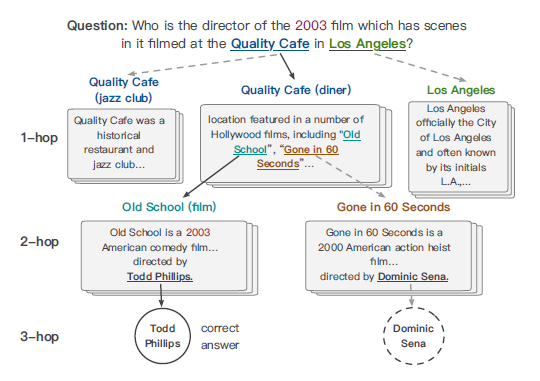 Question: Who is the director of the 2003 film which has scenes
in it filmed at the Quality Cafe in Los Angeles?
Quality Cafe
(jazz club)
Quality Cafe (diner)
Los Angeles
1-hop
Quality Cafe was a
historical
restaurant and
jazz club...
location featured in a number of
Hollywood films, including "Old
School", "Gone in 60
Seconds"...
Los Angeles
officially the City
of Los Angeles
and often known
by its initials
L.A.,...
Old School (film)
Gone in 60 Seconds
2-hop
Old School is a 2003
American comedy film...
directed by
Todd Phillips.
Gone in 60 Seconds is a
2000 American action heist
film...
directed by Dominic Sena.
3-hop
Todd
Phillips
correct
answer
Dominic
Sena